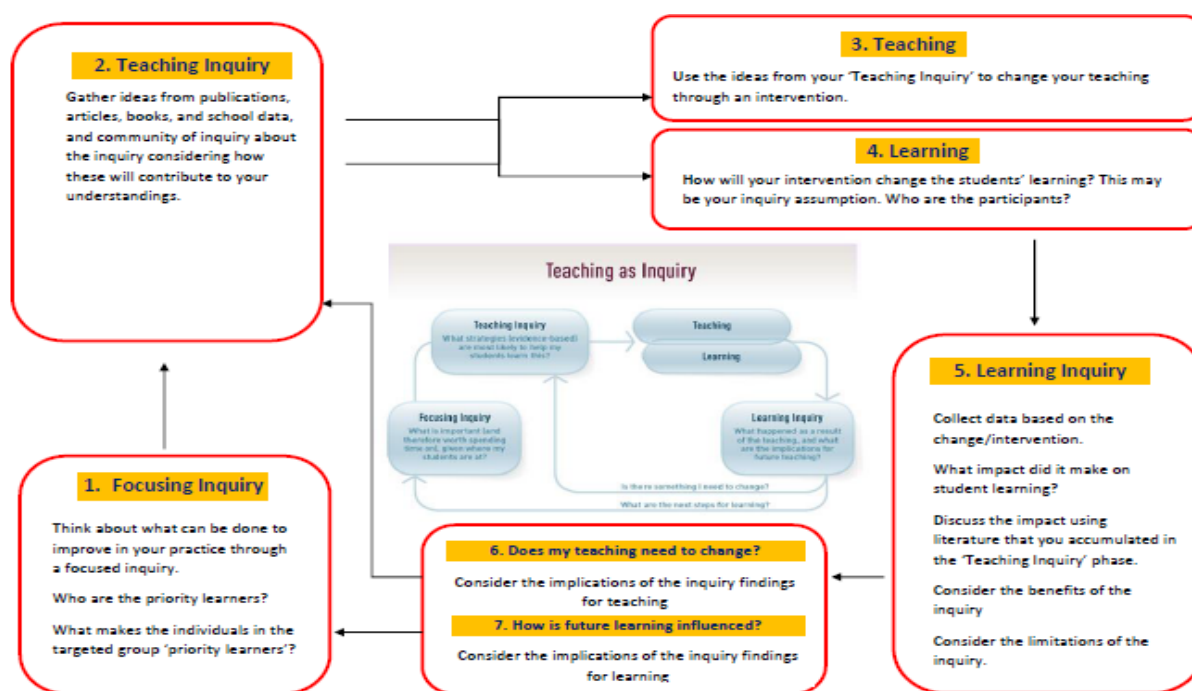 2. Teaching Inquiry
Gather ideas from publications,
articles, books, and school data,
and community of inquiry about
the inquiry considering how
these will contribute to your
understandings.
3. Teaching
Use the ideas from your ‘Teaching Inquiry’ to change your teaching
through an intervention.
4. Learning
How will your intervention change the students’ learning? This may
be your inquiry assumption. Who are the participants?
Teaching as Inquiry
Teaching Inquiry
What strategies (evidence-based)
are most likely to help my
students learn this?
Teaching
Learning
Focusing Inquiry
What is important (and
therefore worth spending
time on), given where my
students are at?
Learning Inquiry
What happened as a result
of the teaching, and what
are the implications for
future teaching?
Is there something I need to change?
What are the next steps for learning?
5. Learning Inquiry
Collect data based on the
change/intervention.
What impact did it make on
student learning?
Discuss the impact using
literature that you accumulated in
the ‘Teaching Inquiry’ phase.
Consider the benefits of the
inquiry
Consider the limitations of the
inquiry.
1. Focusing Inquiry
Think about what can be done to
improve in your practice through
a focused inquiry.
Who are the priority learners?
What makes the individuals in the
targeted group ‘priority learners’?
6. Does my teaching need to change?
Consider the implications of the inquiry findings
for teaching
7. How is future learning influenced?
Consider the implications of the inquiry findings
for learning